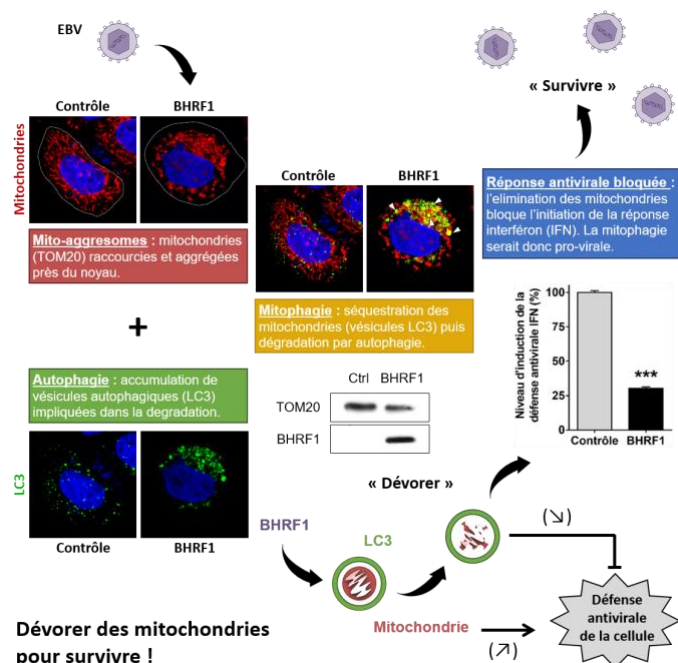 EBV
Contrôle
BHRF1
Mitochondries
Mito-aggresomes : mitochondries
(TOM20) raccourcies et aggrégées
près du noyau.
+
Autophagie : accumulation de
vésicules autophagiques (LC3)
impliquées dans la degradation.
LC3
Contrôle
BHRF1
Contrôle
BHRF1
Mitophagie : séquestration des
mitochondries (vésicules LC3) puis
dégradation par autophagie.
Ctrl BHRF1
TOM20
BHRF1
« Dévorer »
« Survivre »
Réponse antivirale bloquée :
l'elimination des mitochondries
bloque l'initiation de la réponse
interféron (IFN). La mitophagie
serait donc pro-virale.
Niveau d'induction de la
défense antivirale IFN (%)
100
75
50
25
0
***
Contrôle BHRF1
BHRF1
LC3
Mitochondrie
(↘)
(↗)
Défense
antivirale
de la cellule
Dévorer des mitochondries
pour survivre !